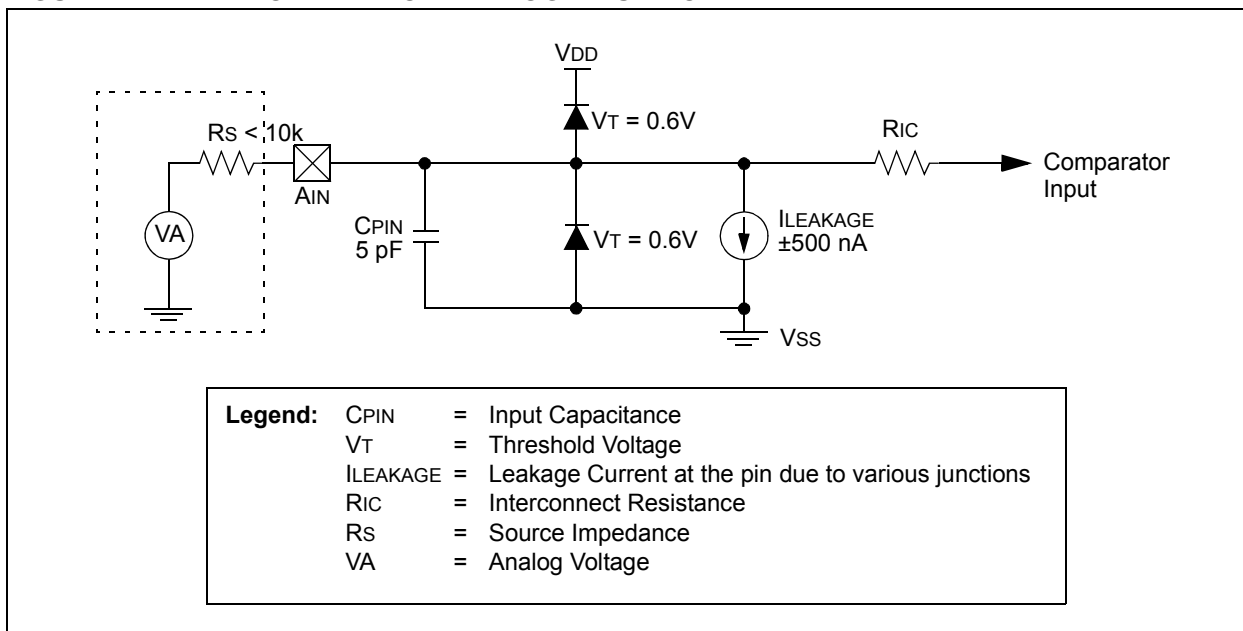 VDD
VT = 0.6V
RS < 10k
RIC
AIN
Comparator
Input
VA
CPIN
5 pF
VT = 0.6V
ILEAKAGE
±500 nA
VSS
Legend: CPIN = Input Capacitance
VT = Threshold Voltage
ILEAKAGE = Leakage Current at the pin due to various junctions
RIC = Interconnect Resistance
RS = Source Impedance
VA = Analog Voltage